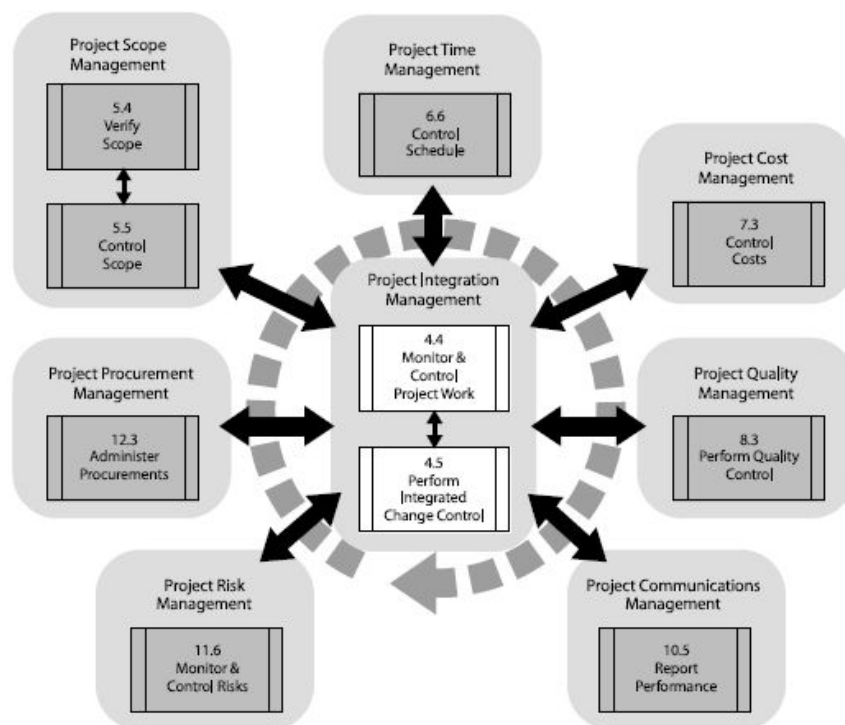 Project Scope
Management
5.4
Verify
Scope
5.5
Control
Scope
Project Time
Management
6.6
Control
Schedule
Project Cost
Management
7.3
Control
Costs
Project Integration
Management
4.4
Monitor &
Control
Project Work
4.5
Perform
Integrated
Change Control
Project Procurement
Management
12.3
Administer
Procurements
Project Quality
Management
8.3
Perform Quality
Control
Project Risk
Management
11.6
Monitor &
Control Risks
Project Communications
Management
10.5
Report
Performance